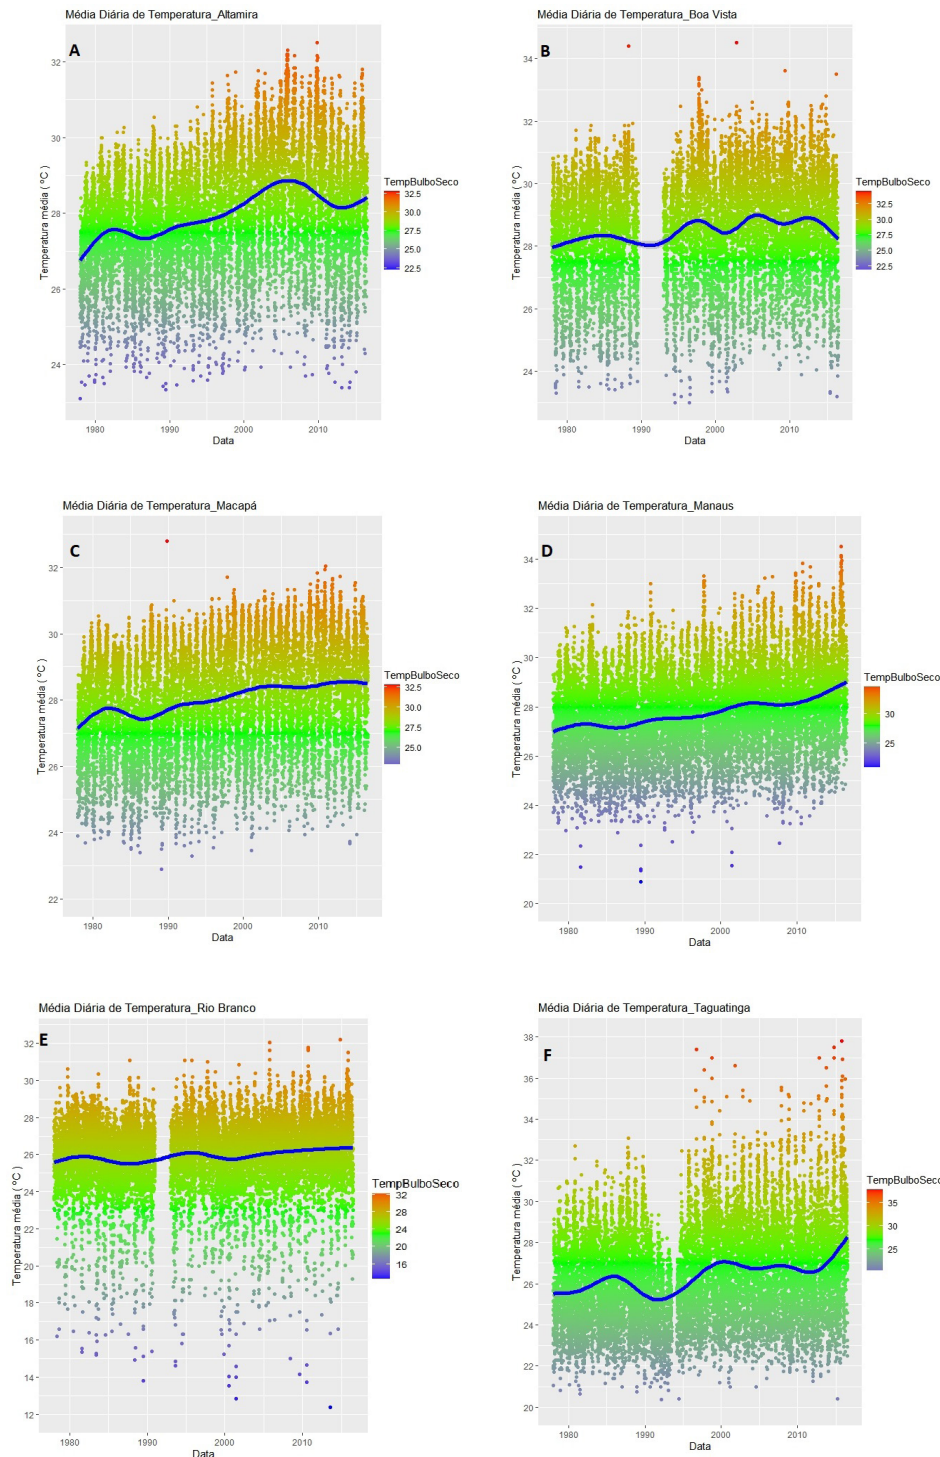 Média Diária de Temperatura_Altamira
A
Temperatura média ( ºC )
32
30
28
26
24
1980 1990 2000 2010
Data
TempBulboSeco
32.5
30.0
27.5
25.0
22.5
Média Diária de Temperatura_Boa Vista
B
Temperatura média ( ºC )
34
32
30
28
26
24
1980 1990 2000 2010
Data
TempBulboSeco
32.5
30.0
27.5
25.0
22.5
Média Diária de Temperatura_Macapá
C
Temperatura média ( ºC )
32
30
28
26
24
22
1980 1990 2000 2010
Data
TempBulboSeco
32.5
30.0
27.5
25.0
Média Diária de Temperatura_Manaus
D
Temperatura média ( ºC )
34
32
30
28
26
24
22
20
1980 1990 2000 2010
Data
TempBulboSeco
30
25
Média Diária de Temperatura_Rio Branco
E
Temperatura média ( ºC )
32
30
28
26
24
22
20
18
16
14
12
1980 1990 2000 2010
Data
TempBulboSeco
32
28
24
20
16
Média Diária de Temperatura_Taguatinga
F
Temperatura média ( ºC )
38
36
34
32
30
28
26
24
22
20
1980 1990 2000 2010
Data
TempBulboSeco
35
30
25